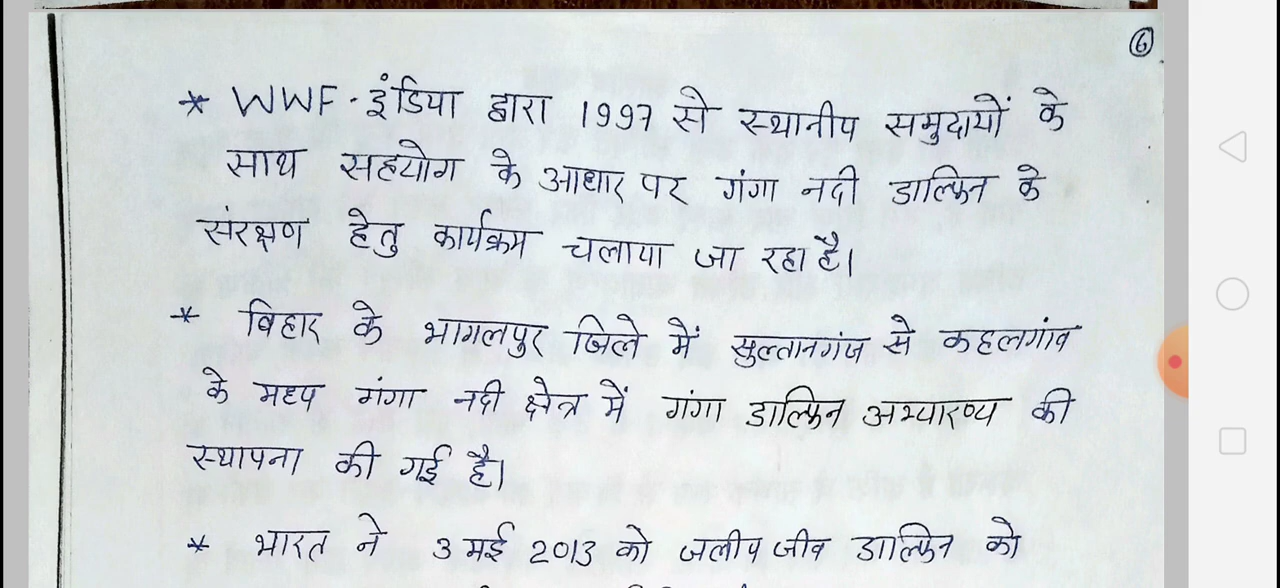 6
* WWF - इंडिया द्वारा 1997 से स्थानीय समुदायों के
साथ सहयोग के आधार पर गंगा नदी डाल्फिन के
संरक्षण हेतु कार्यक्रम चलाया जा रहा है।
* बिहार के भागलपुर जिले में सुल्तानगंज से कहलगांव
के मध्य गंगा नदी क्षेत्र में गंगा डाल्फिन अभ्यारण्य की
स्थापना की गई है।
* भारत ने 3 मई 2013 को जलीय जीव डाल्फिन को